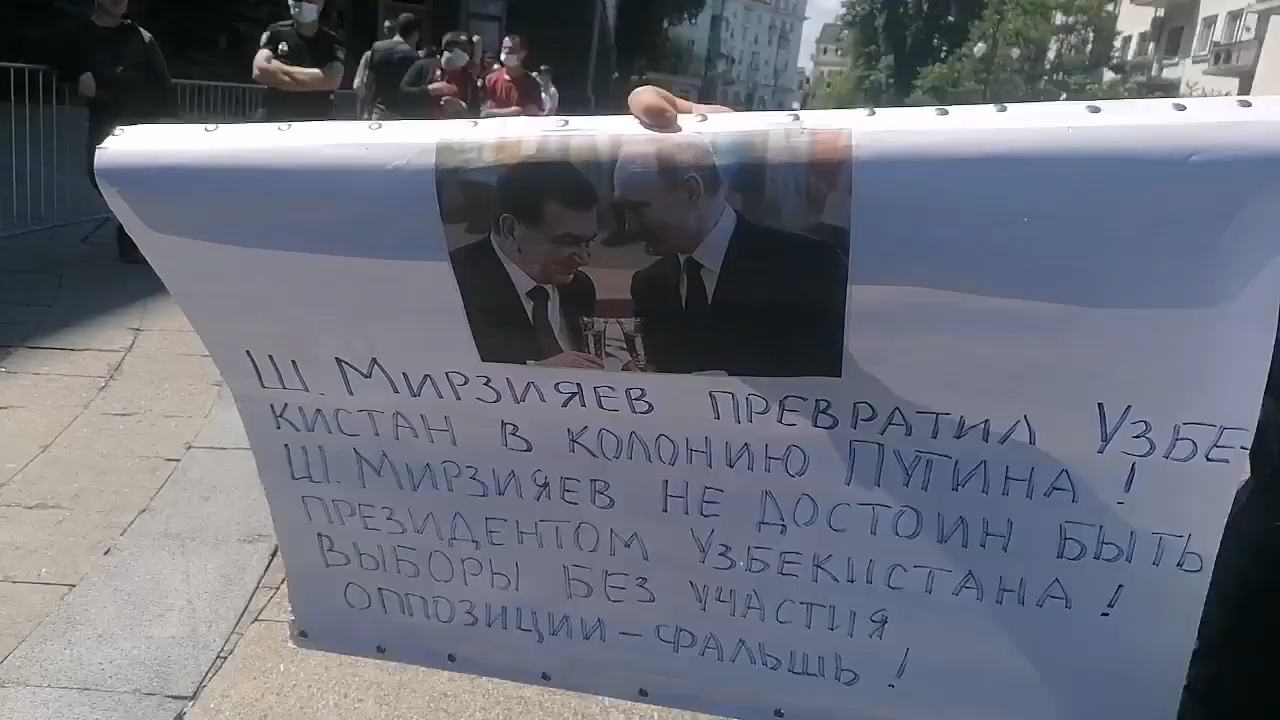 Ш. МИРЗИЯЕВ ПРЕВРАТИЛ УЗБЕ-
КИСТАН В КОЛОНИЮ ПУТИНА!
Ш. МИРЗИЯЕВ НЕ ДОСТОИН БЫТЬ
ПРЕЗИДЕНТОМ УЗБЕКИСТАНА!
ВЫБОРЫ БЕЗ УЧАСТИЯ
ОППОЗИЦИИ – ФАЛЬШЬ!